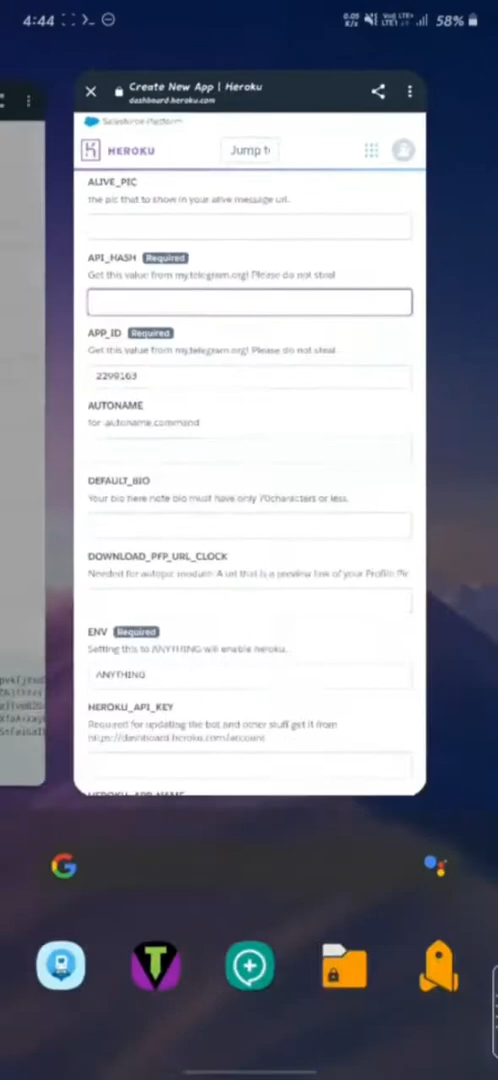 4:44
0.05 K/s
58%
Create New App | Heroku
dashboard.heroku.com
Salesforce Platform
HEROKU
Jump t
ALIVE_PIC
the pic that to show in your alive message url.
API_HASH Required
Get this value from my.telegram.org! Please do not steal
APP_ID Required
Get this value from my.telegram.org! Please do not steal.
2299163
AUTONAME
for .autoname command
DEFAULT_BIO
Your bio here note bio must have only 70characters or less.
DOWNLOAD_PFP_URL_CLOCK
Needed for autopic module. A url that is a preview link of your Profile Pic
ENV Required
Setting this to ANYTHING will enable heroku.
ANYTHING
HEROKU_API_KEY
Required for updating the bot and other stuff get it from
https://dashboard.heroku.com/account
HEROKU_APP_NAME